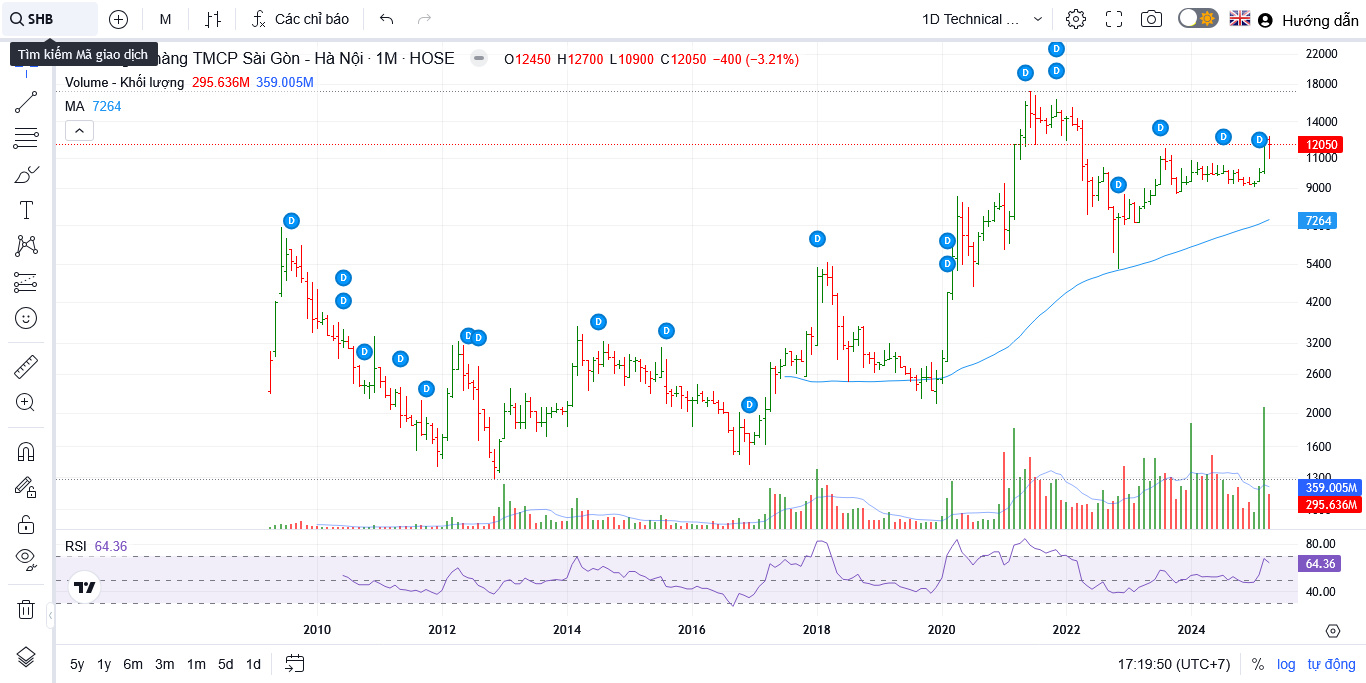 SHB
M
Các chỉ báo
1D Technical ...
Hướng dẫn
Tìm kiếm Mã giao dịch
hàng TMCP Sài Gòn - Hà Nội · 1M · HOSE
O12450 H12700 L10900 C12050 −400 (−3.21%)
Volume - Khối lượng 295.636M 359.005M
MA 7264
D D D D D D D D D D D D D D D D D D D D D
22000
18000
14000
12050
11000
9000
7264
5400
4200
3200
2600
2000
1600
1300
359.005M
295.636M
RSI 64.36
80.00
64.36
40.00
2010 2012 2014 2016 2018 2020 2022 2024
5y 1y 6m 3m 1m 5d 1d
17:19:50 (UTC+7) % log tự động